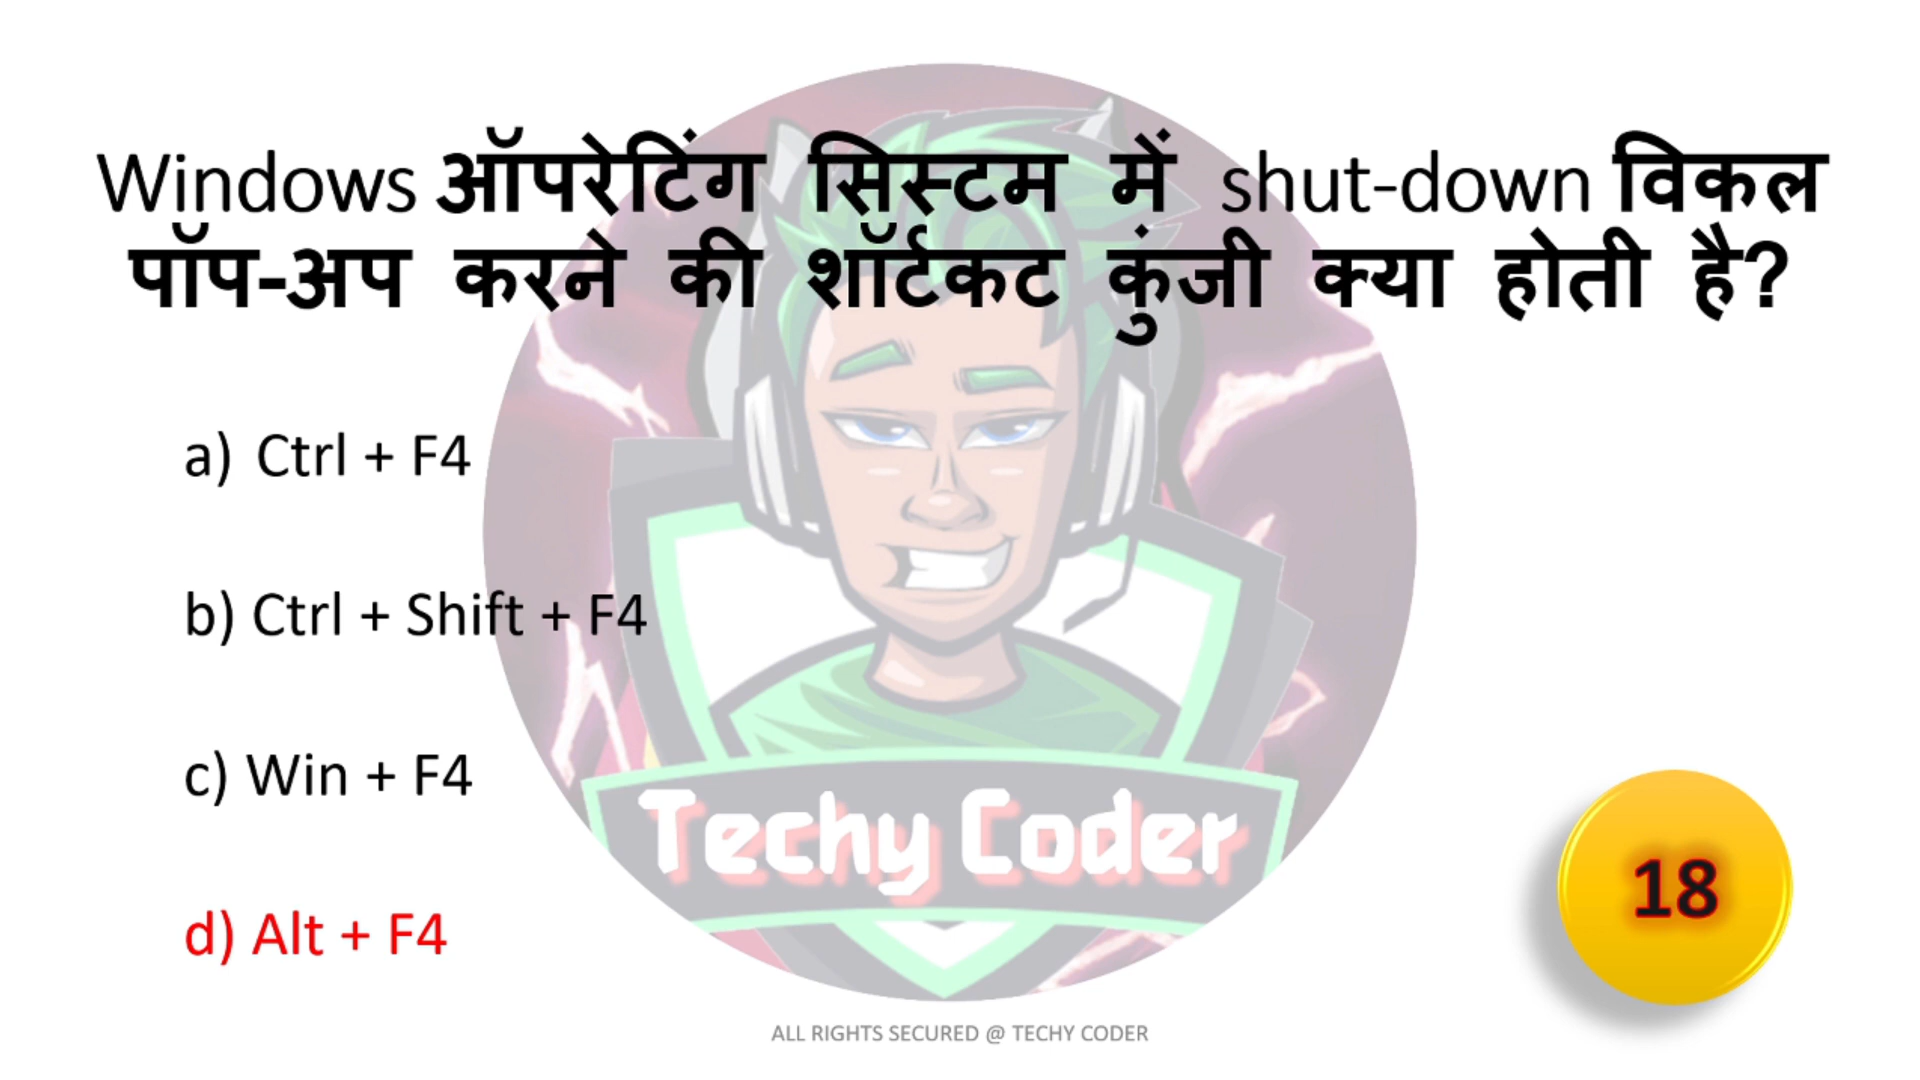 Windows ऑपरेटिंग सिस्टम में shut-down विकल
पॉप-अप करने की शॉर्टकट कुंजी क्या होती है?
a) Ctrl + F4
b) Ctrl + Shift + F4
c) Win + F4
Techy Coder
18
d) Alt + F4
ALL RIGHTS SECURED @ TECHY CODER